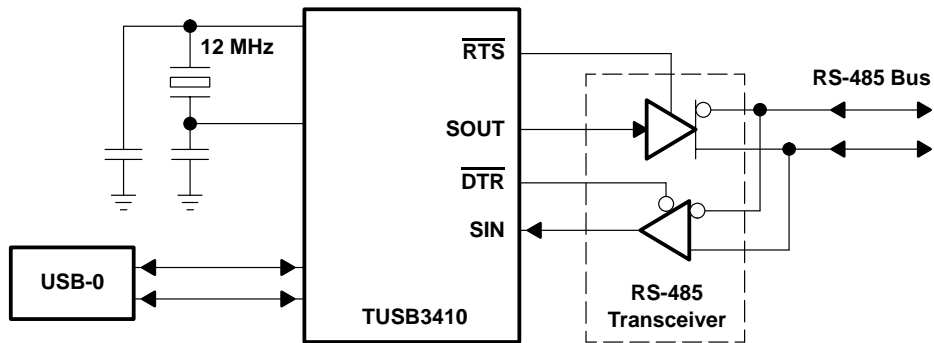 12 MHz
RTS
RS-485 Bus
SOUT
DTR
SIN
USB-0
RS-485
Transceiver
TUSB3410